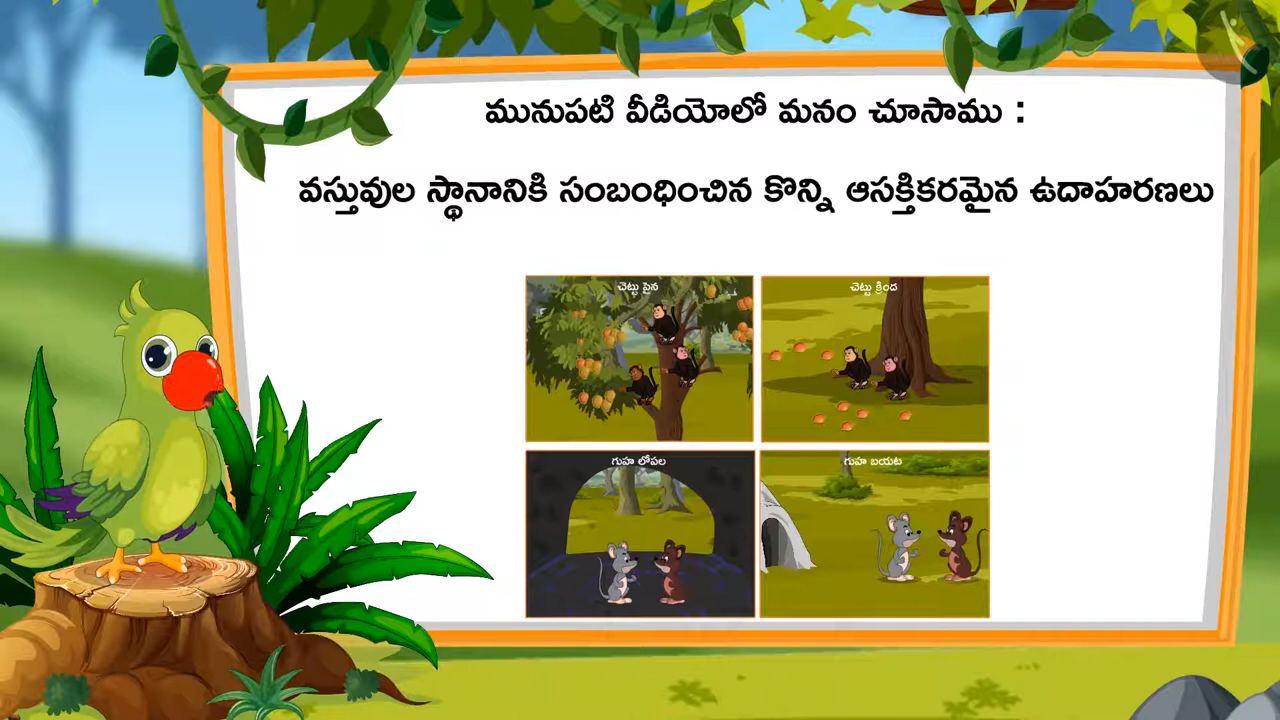 మునుపటి వీడియోలో మనం చూసాము :
వస్తువుల స్థానానికి సంబంధించిన కొన్ని ఆసక్తికరమైన ఉదాహరణలు
చెట్టు పైన
చెట్టు క్రింద
గుహ లోపల
గుహ బయట